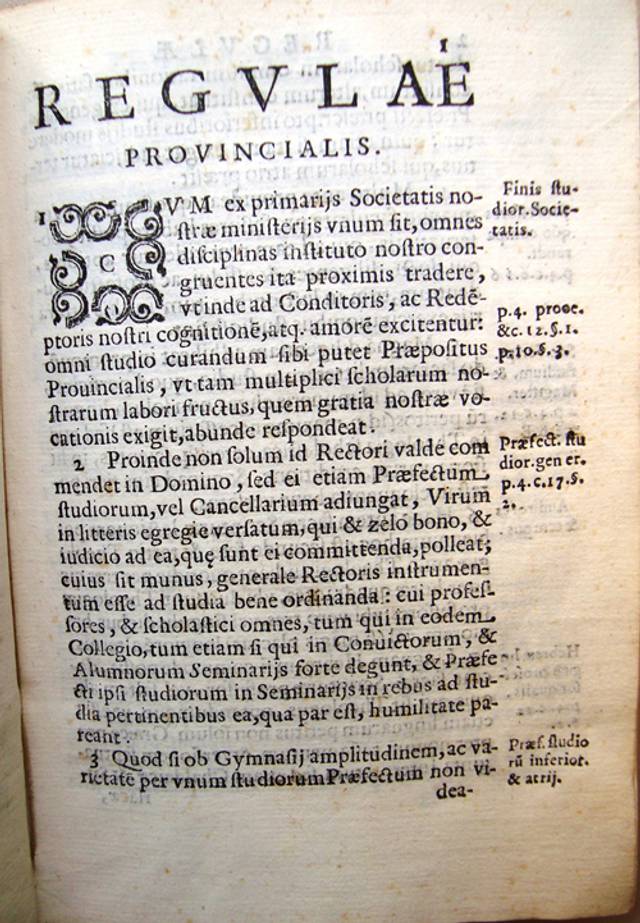 1
REGVLAE
PROVINCIALIS.
1 CVM ex primarijs Societatis no-
stræ ministerijs vnum sit, omnes
disciplinas instituto nostro con-
gruentes ita proximis tradere,
vt inde ad Conditoris, ac Redē-
ptoris nostri cognitionē, atq. amorē excitentur:
omni studio curandum sibi putet Præpositus
Prouincialis, vt tam multiplici scholarum no-
strarum labori fructus, quem gratia nostræ vo-
cationis exigit, abunde respondeat.
Finis stu-
dior. Socie-
tatis.
p.4. prooe.
&c. 12.§.1.
p.10.§.3.
2 Proinde non solum id Rectori valde com
mendet in Domino, sed ei etiam Præfectum
studiorum, vel Cancellarium adiungat, Virum
in litteris egregie versatum, qui & zelo bono, &
iudicio ad ea, quę sunt ei committenda, polleat;
cuius sit munus, generale Rectoris instrumen-
tum esse ad studia bene ordinanda: cui profes-
sores, & scholastici omnes, tum qui in eodem
Collegio, tum etiam si qui in Conuictorum, &
Alumnorum Seminarijs forte degunt, & Præfe
cti ipsi studiorum in Seminarijs in rebus ad stu-
dia pertinentibus ea, qua par est, humilitate pa-
reant.
Præfect. stu
dior. gener.
p.4.c.17.§.
2.
3 Quod si ob Gymnasij amplitudinem, ac va-
rietatē per vnum studiorum Præfectum non vi-
dea-
Præf. studio
rū inferior.
& atrij.